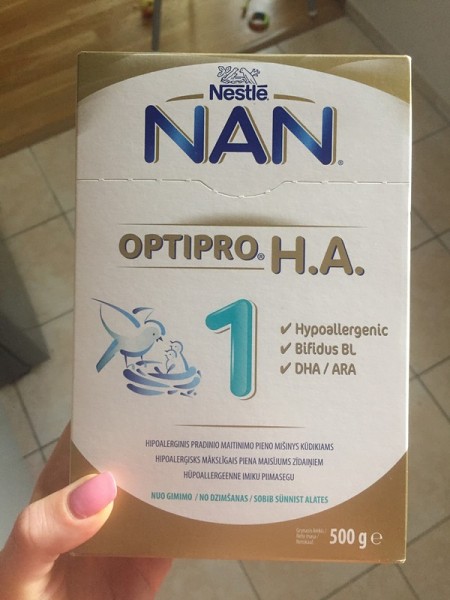 Nestlé®
NAN®
OPTIPRO® H.A.
1
✓ Hypoallergenic
✓ Bifidus BL
✓ DHA / ARA
HIPOALERGINIS PRADINIO MAITINIMO PIENO MIŠINYS KŪDIKIAMS
HIPOALERĢISKS MĀKSLĪGAIS PIENA MAISĪJUMS ZĪDAIŅIEM
HÜPOALLERGEENNE IMIKU PIIMASEGU
NUO GIMIMO / NO DZIMŠANAS / SOBIB SÜNNIST ALATES
500 g ℮